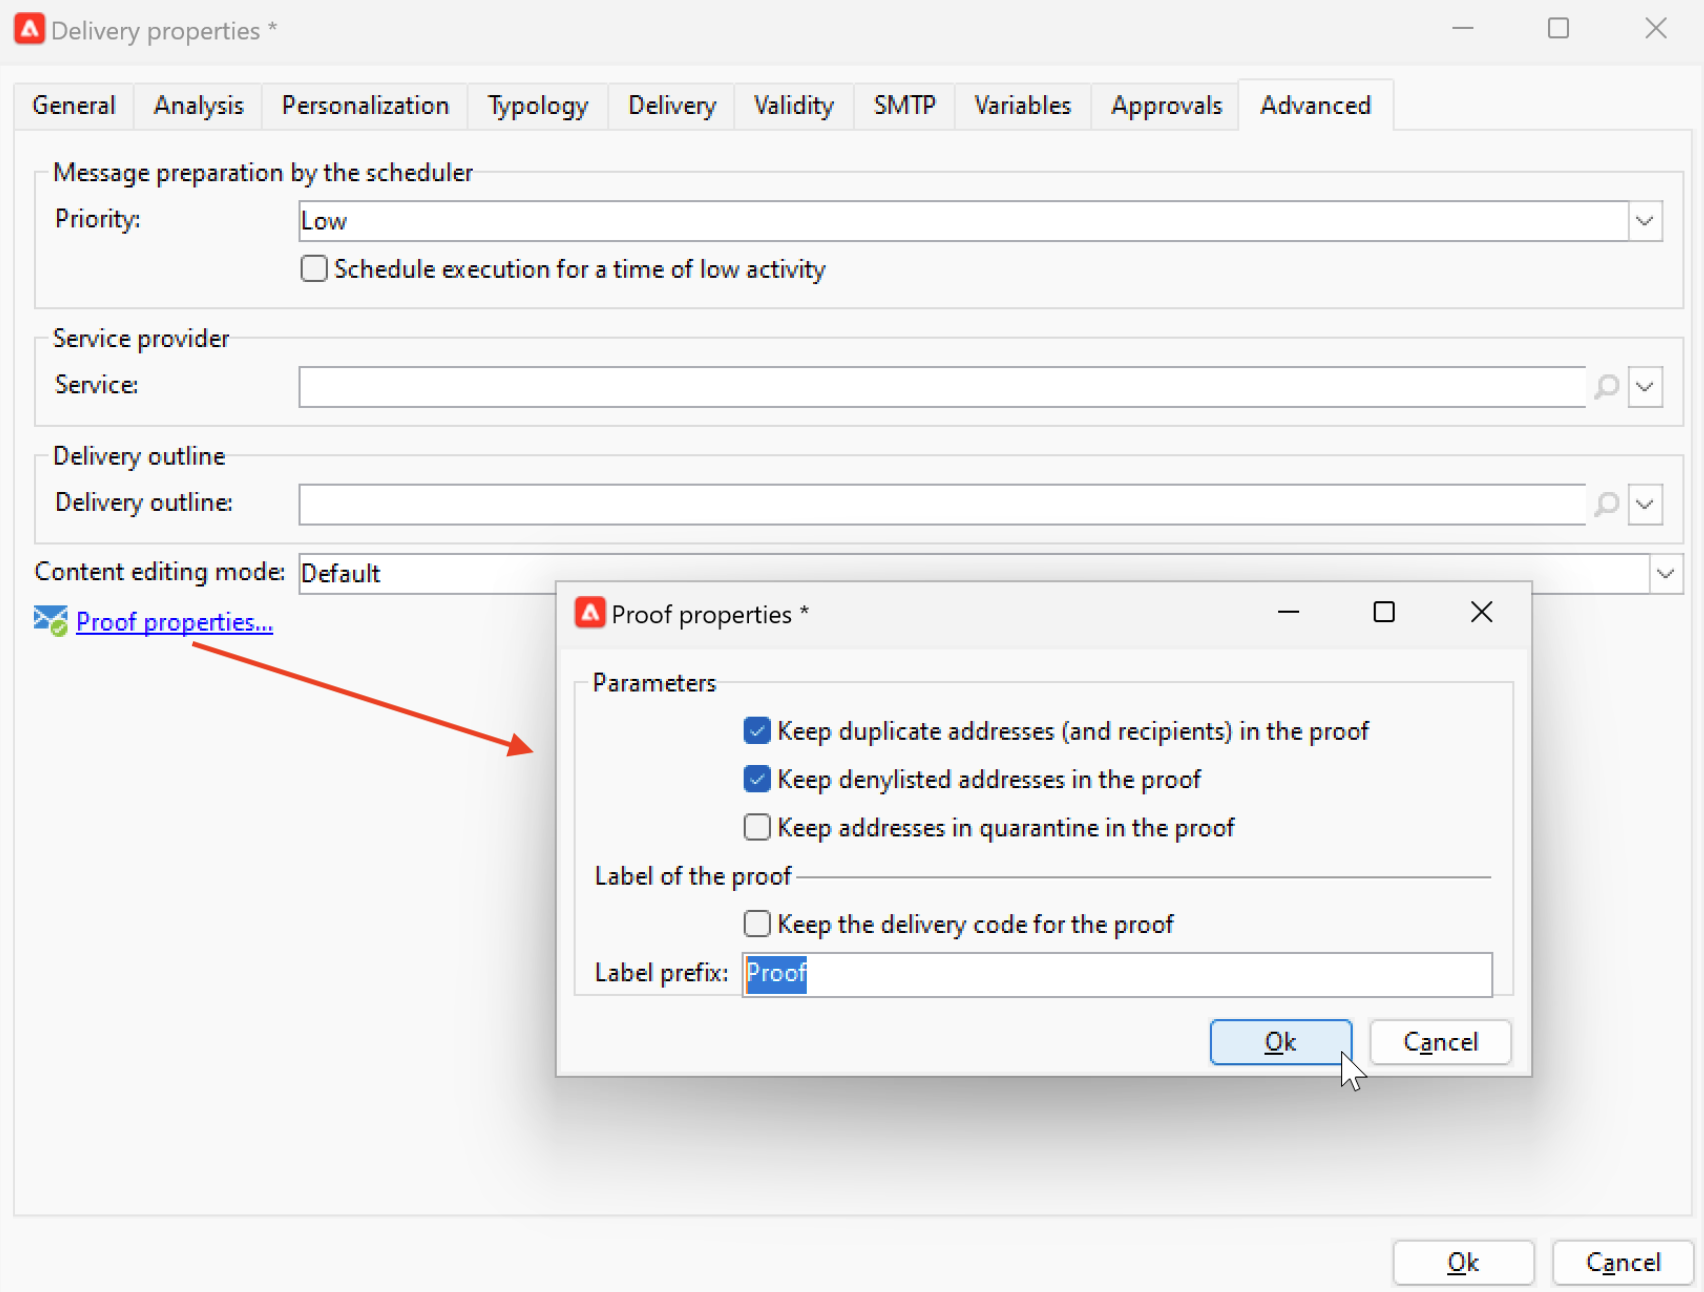 Delivery properties *
General Analysis Personalization Typology Delivery Validity SMTP Variables Approvals Advanced
Message preparation by the scheduler
Priority: Low
Schedule execution for a time of low activity
Service provider
Service:
Delivery outline
Delivery outline:
Content editing mode: Default
Proof properties...
Proof properties *
Parameters
Keep duplicate addresses (and recipients) in the proof
Keep denylisted addresses in the proof
Keep addresses in quarantine in the proof
Label of the proof
Keep the delivery code for the proof
Label prefix: Proof
Ok Cancel
Ok Cancel